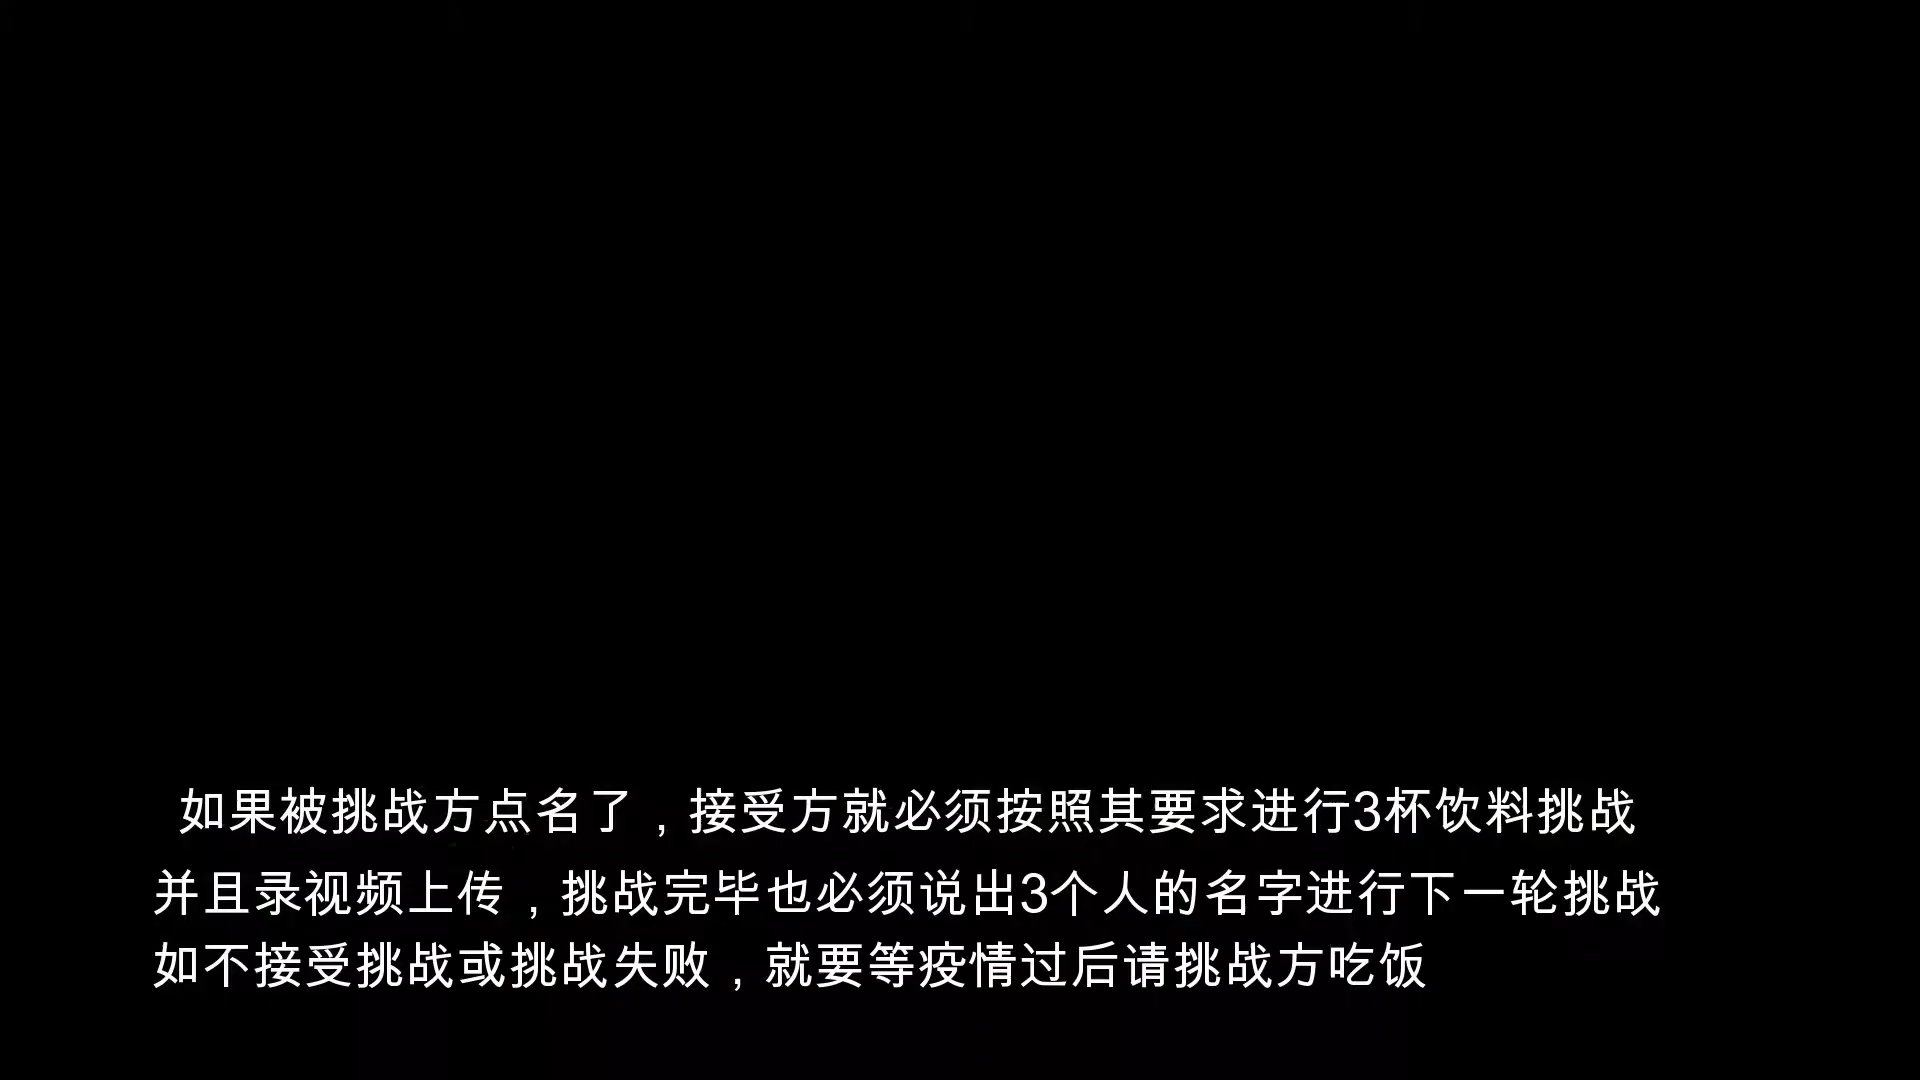 如果被挑战方点名了，接受方就必须按照其要求进行3杯饮料挑战
并且录视频上传，挑战完毕也必须说出3个人的名字进行下一轮挑战
如不接受挑战或挑战失败，就要等疫情过后请挑战方吃饭